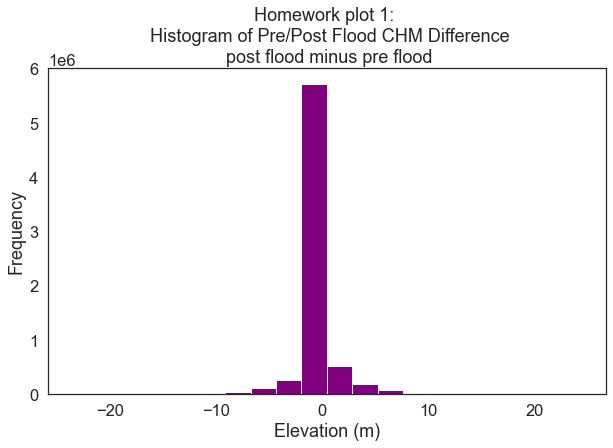 Homework plot 1:
Histogram of Pre/Post Flood CHM Difference
post flood minus pre flood
1e6
6
5
4
3
2
1
0
Frequency
−20 −10 0 10 20
Elevation (m)